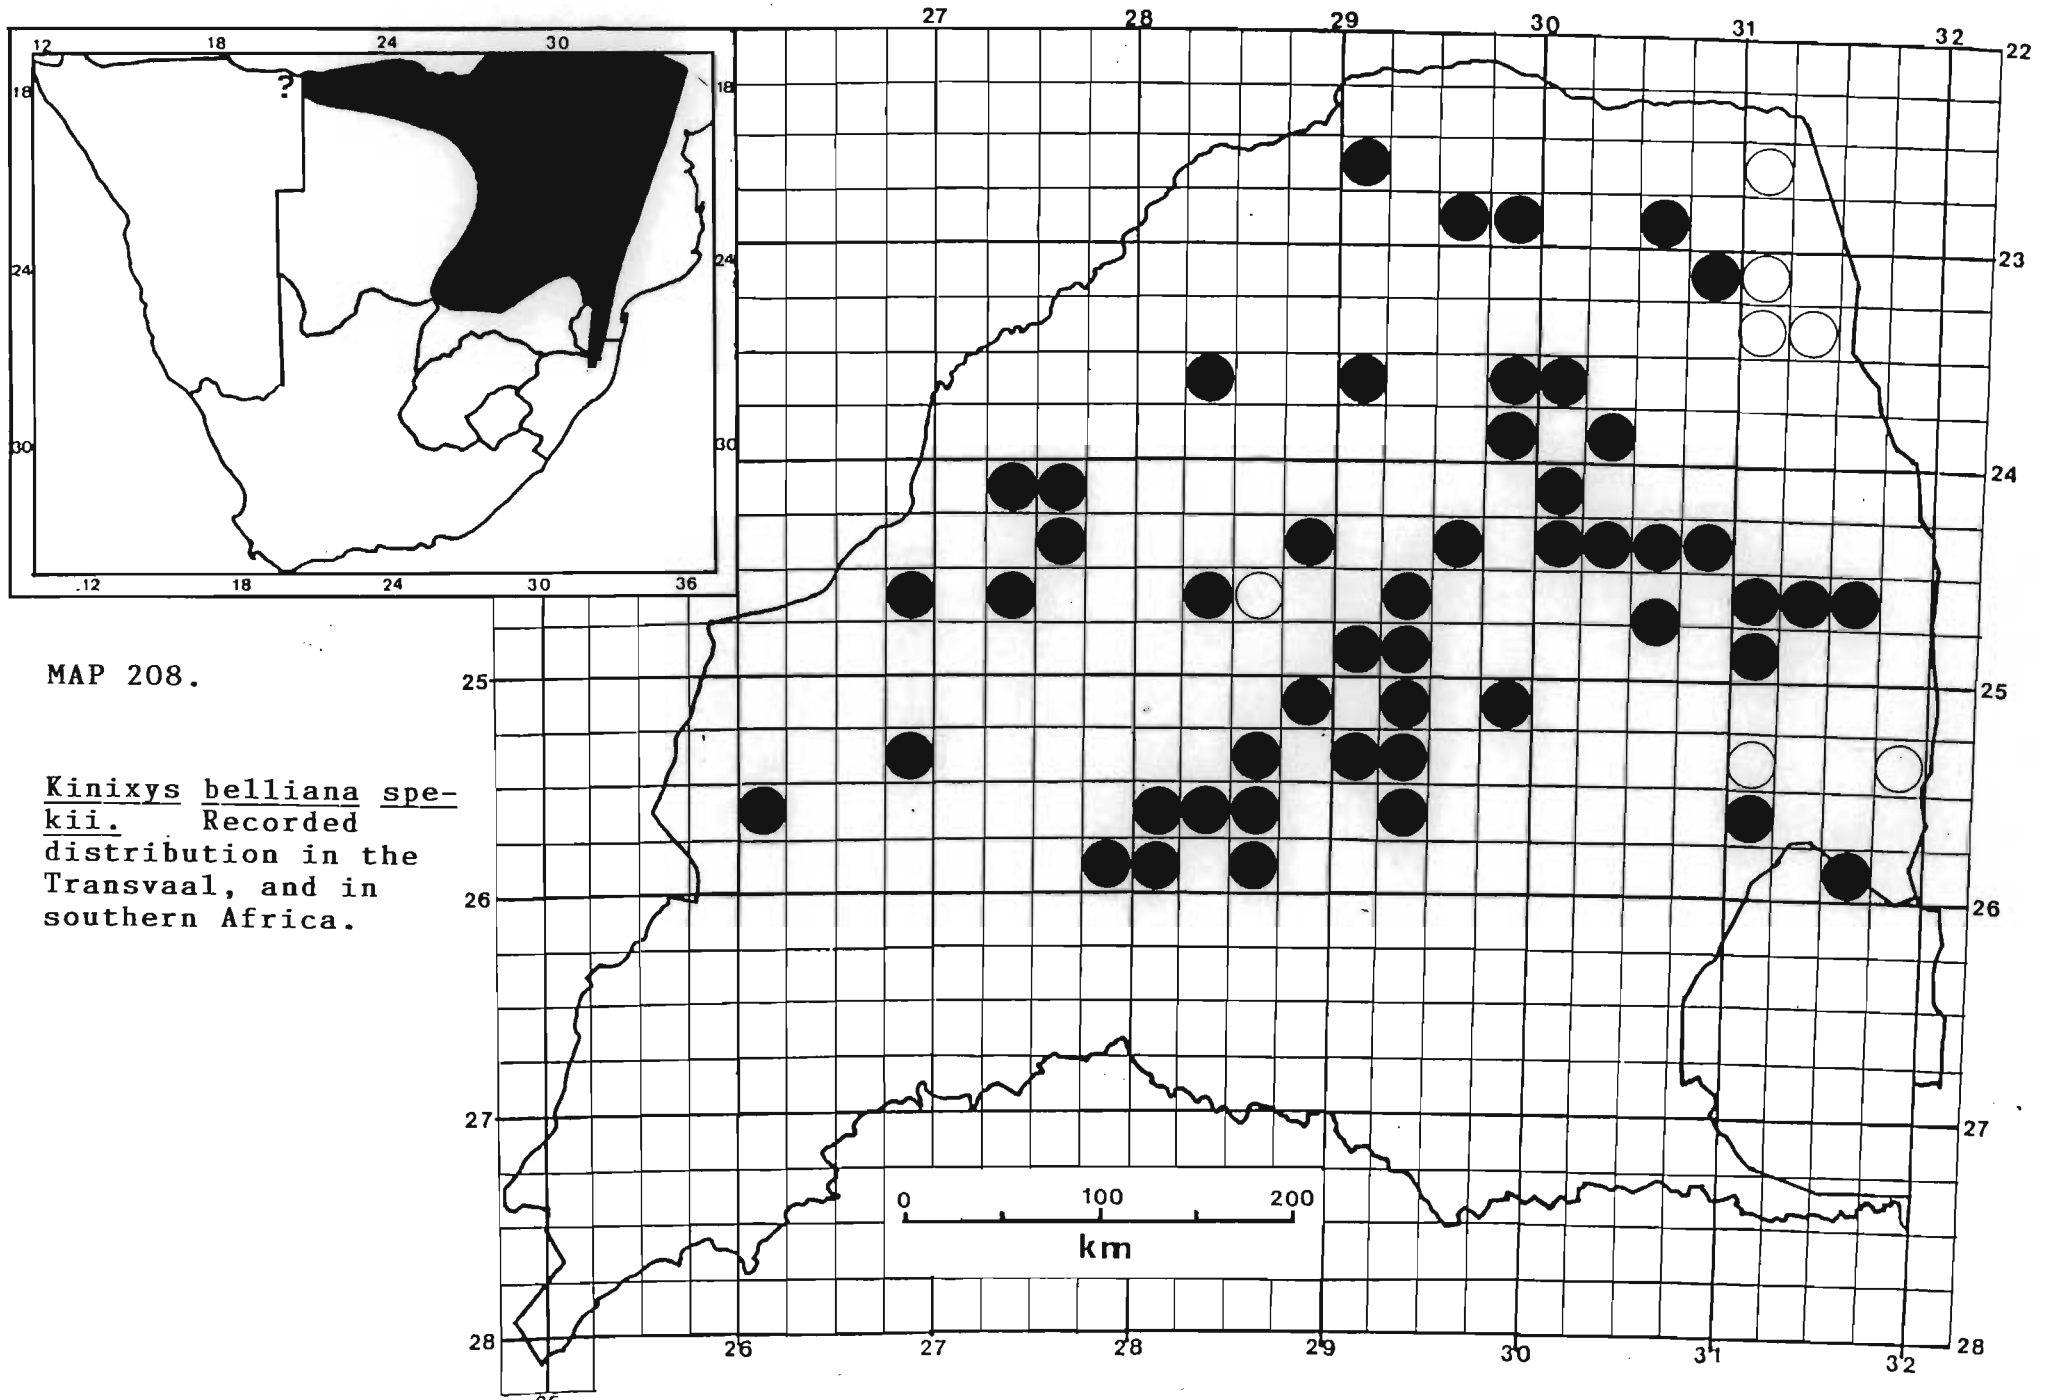 27 28 29 30 31 32
22
12 18 24 30
?
18 18
23
24 24
30 30
24
12 18 24 30 36
MAP 208.
25 25
Kinixys belliana spe-
kii. Recorded
distribution in the
Transvaal, and in
southern Africa.
26 26
27 27
0 100 200
km
28 28
26 27 28 29 30 31 32